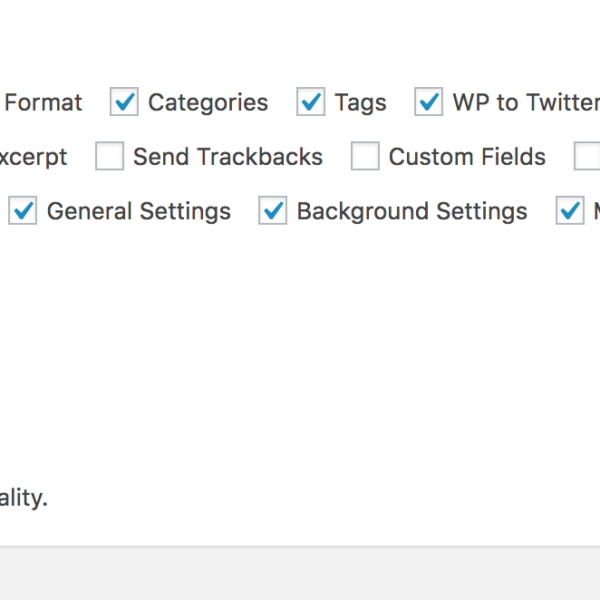 Format Categories Tags WP to Twitter
xcerpt Send Trackbacks Custom Fields
General Settings Background Settings
ality.